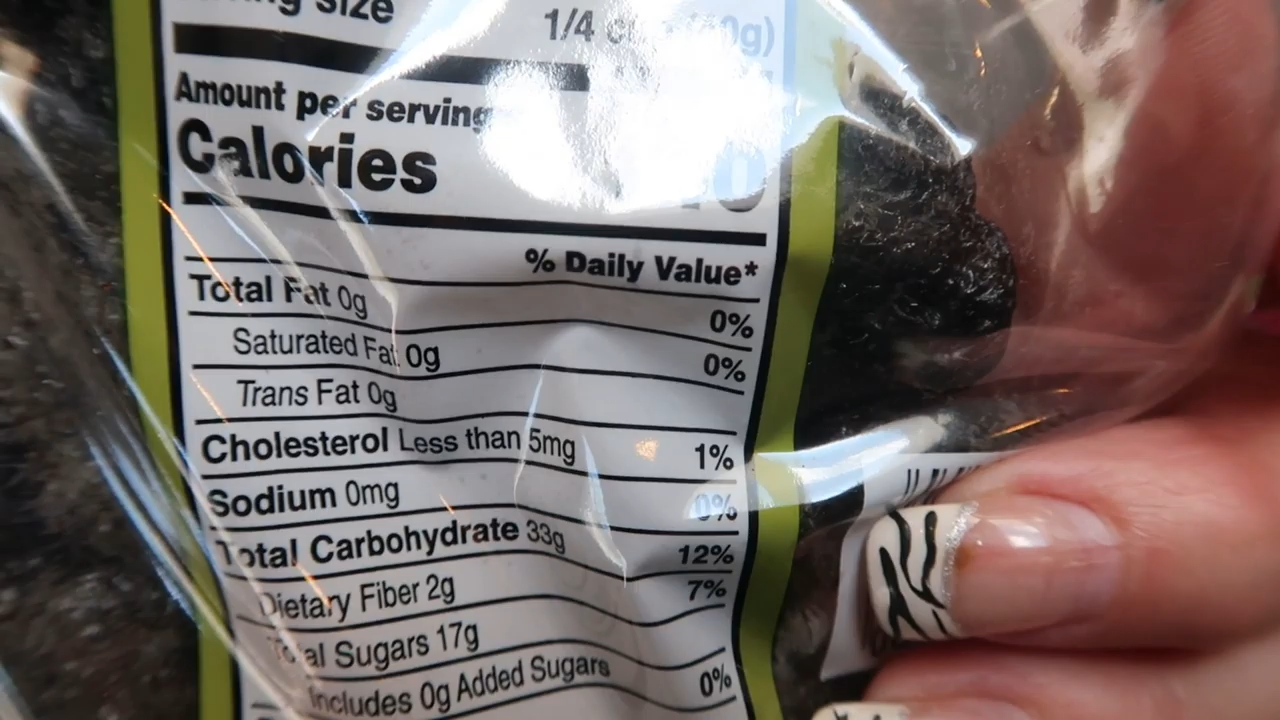 size 1/4
Amount per serving
Calories
% Daily Value*
Total Fat 0g 0%
Saturated Fat 0g 0%
Trans Fat 0g
Cholesterol Less than 5mg 1%
Sodium 0mg 0%
Total Carbohydrate 33g 12%
Dietary Fiber 2g 7%
Total Sugars 17g
Includes 0g Added Sugars 0%